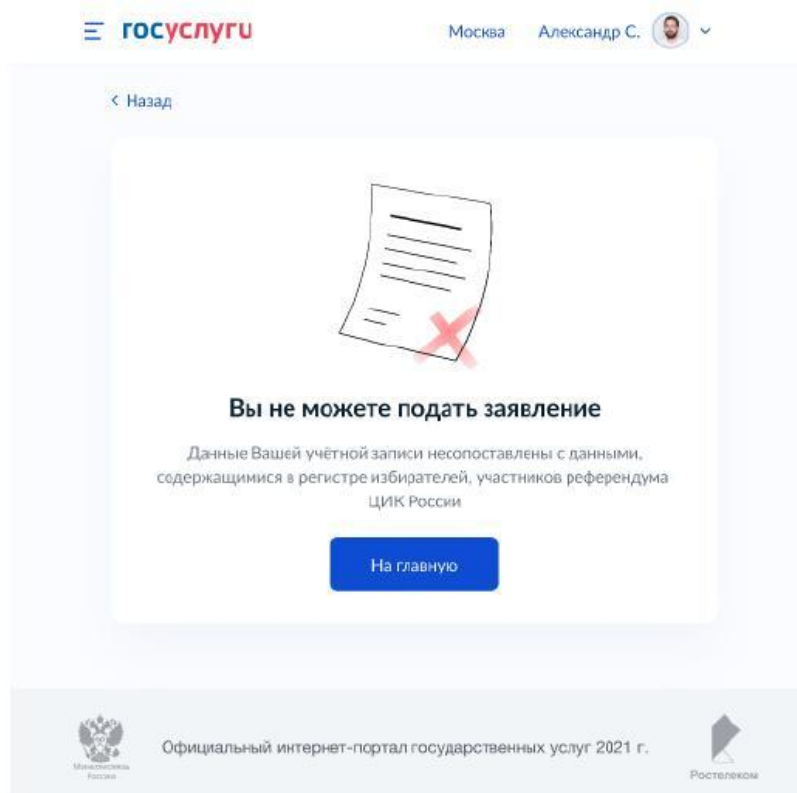 госуслуги
Москва Александр С.
Назад
Вы не можете подать заявление
Данные Вашей учётной записи несопоставлены с данными,
содержащимися в регистре избирателей, участников референдума
ЦИК России
На главную
Официальный интернет-портал государственных услуг 2021 г.
России
Ростелеком